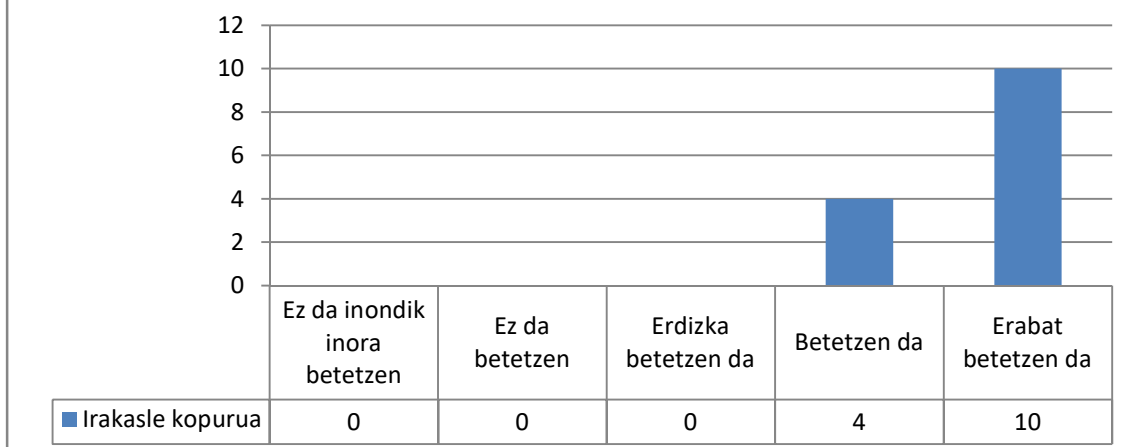 12
10
8
6
4
2
0
Ez da inondik
inora
betetzen
Ez da
betetzen
Erdizka
betetzen da
Betetzen da
Erabat
betetzen da
Irakasle kopurua 0 0 0 4 10